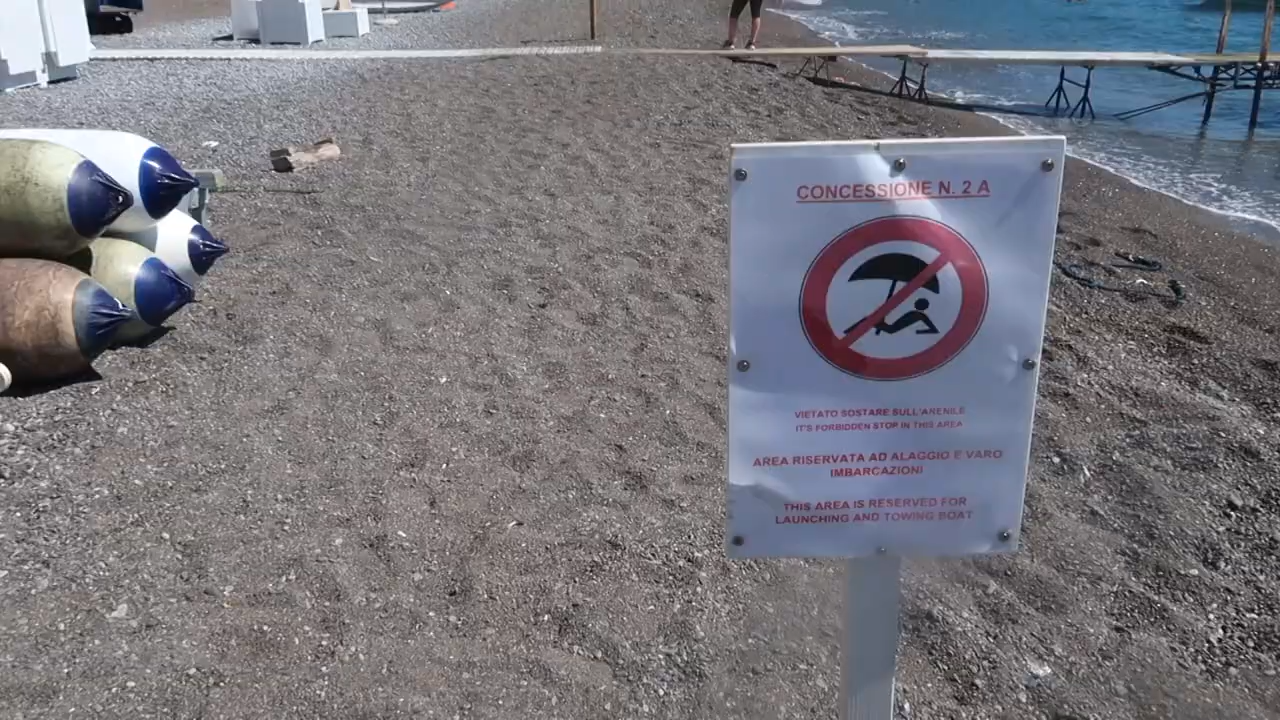 CONCESSIONE N. 2 A
VIETATO SOSTARE SULL'ARENILE
IT'S FORBIDDEN STOP IN THIS AREA
AREA RISERVATA AD ALAGGIO E VARO
IMBARCAZIONI
THIS AREA IS RESERVED FOR
LAUNCHING AND TOWING BOAT